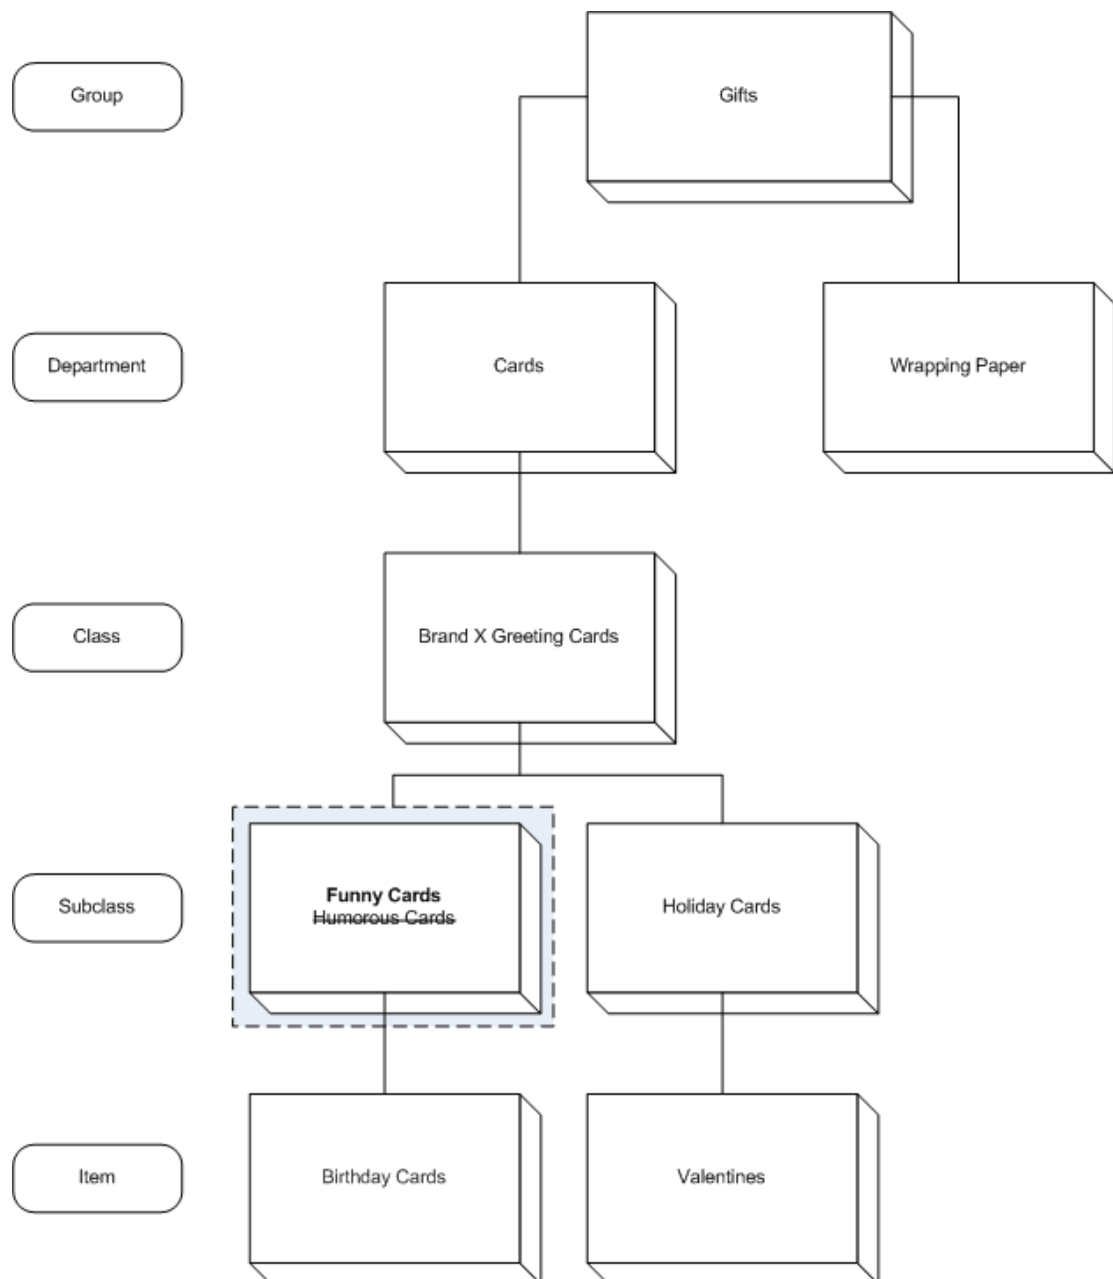 Group
Gifts
Department
Cards
Wrapping Paper
Class
Brand X Greeting Cards
Subclass
Funny Cards
Humorous Cards
Holiday Cards
Item
Birthday Cards
Valentines